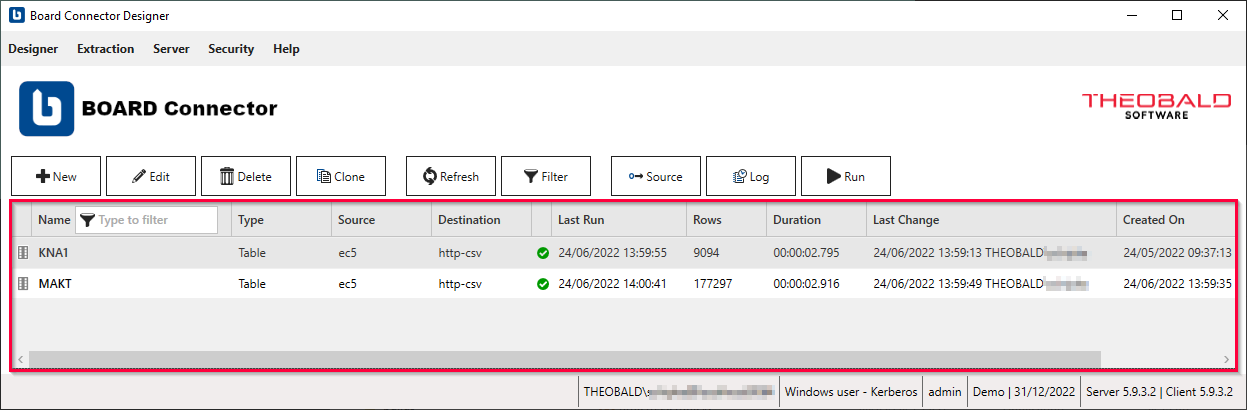 Board Connector Designer
Designer Extraction Server Security Help
BOARD Connector
THEOBALD
SOFTWARE
New Edit Delete Clone Refresh Filter Source Log Run
Name Type to filter Type Source Destination Last Run Rows Duration Last Change Created On
KNA1 Table ec5 http-csv 24/06/2022 13:59:55 9094 00:00:02.795 24/06/2022 13:59:13 THEOBALD\ 24/05/2022 09:37:13
MAKT Table ec5 http-csv 24/06/2022 14:00:41 177297 00:00:02.916 24/06/2022 13:59:49 THEOBALD\ 24/06/2022 13:59:35
THEOBALD\ Windows user - Kerberos admin Demo | 31/12/2022 Server 5.9.3.2 | Client 5.9.3.2